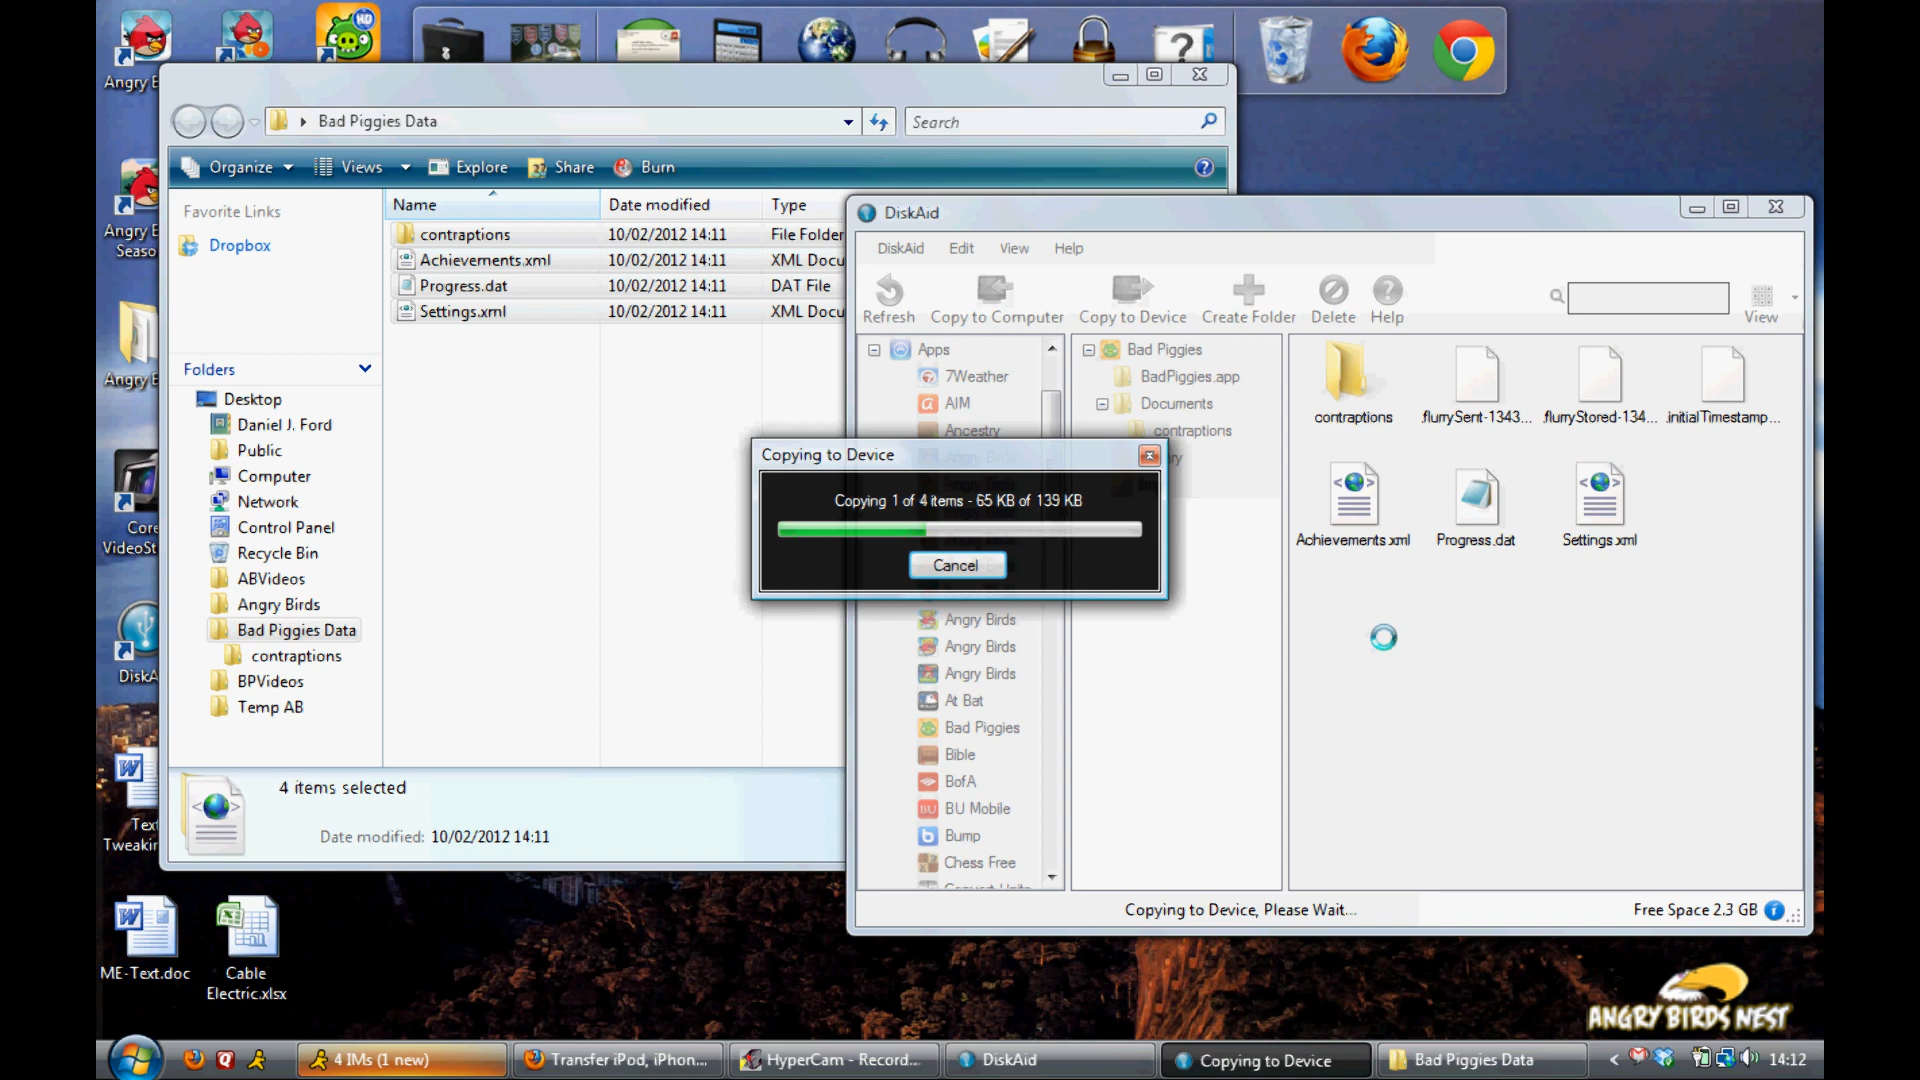 HD
Angry B
Bad Piggies Data
Search
Organize
Views
Explore
Share
Burn
Favorite Links
Dropbox
Name
Date modified
Type
contraptions
10/02/2012 14:11
File Folder
Achievements.xml
10/02/2012 14:11
XML Docu
Progress.dat
10/02/2012 14:11
DAT File
Settings.xml
10/02/2012 14:11
XML Docu
Folders
Desktop
Daniel J. Ford
Public
Computer
Network
Control Panel
Recycle Bin
ABVideos
Angry Birds
Bad Piggies Data
contraptions
BPVideos
Temp AB
4 items selected
Date modified: 10/02/2012 14:11
Angry B
Seaso
Angry B
Core
VideoSt
DiskA
Text
Tweakin
ME-Text.doc
Cable
Electric.xlsx
DiskAid
DiskAid
Edit
View
Help
Refresh
Copy to Computer
Copy to Device
Create Folder
Delete
Help
View
Apps
7Weather
AIM
Ancestry
Angry Birds
Angry Birds
Angry Birds
At Bat
Bad Piggies
Bible
BofA
BU Mobile
Bump
Chess Free
Bad Piggies
BadPiggies.app
Documents
contraptions
contraptions
.flurrySent-1343...
.flurryStored-134...
.initialTimestamp...
Achievements.xml
Progress.dat
Settings.xml
Copying to Device
Copying 1 of 4 items - 65 KB of 139 KB
Cancel
Copying to Device, Please Wait...
Free Space 2.3 GB
ANGRY BIRDS NEST
4 IMs (1 new)
Transfer iPod, iPhon...
HyperCam - Record...
DiskAid
Copying to Device
Bad Piggies Data
14:12